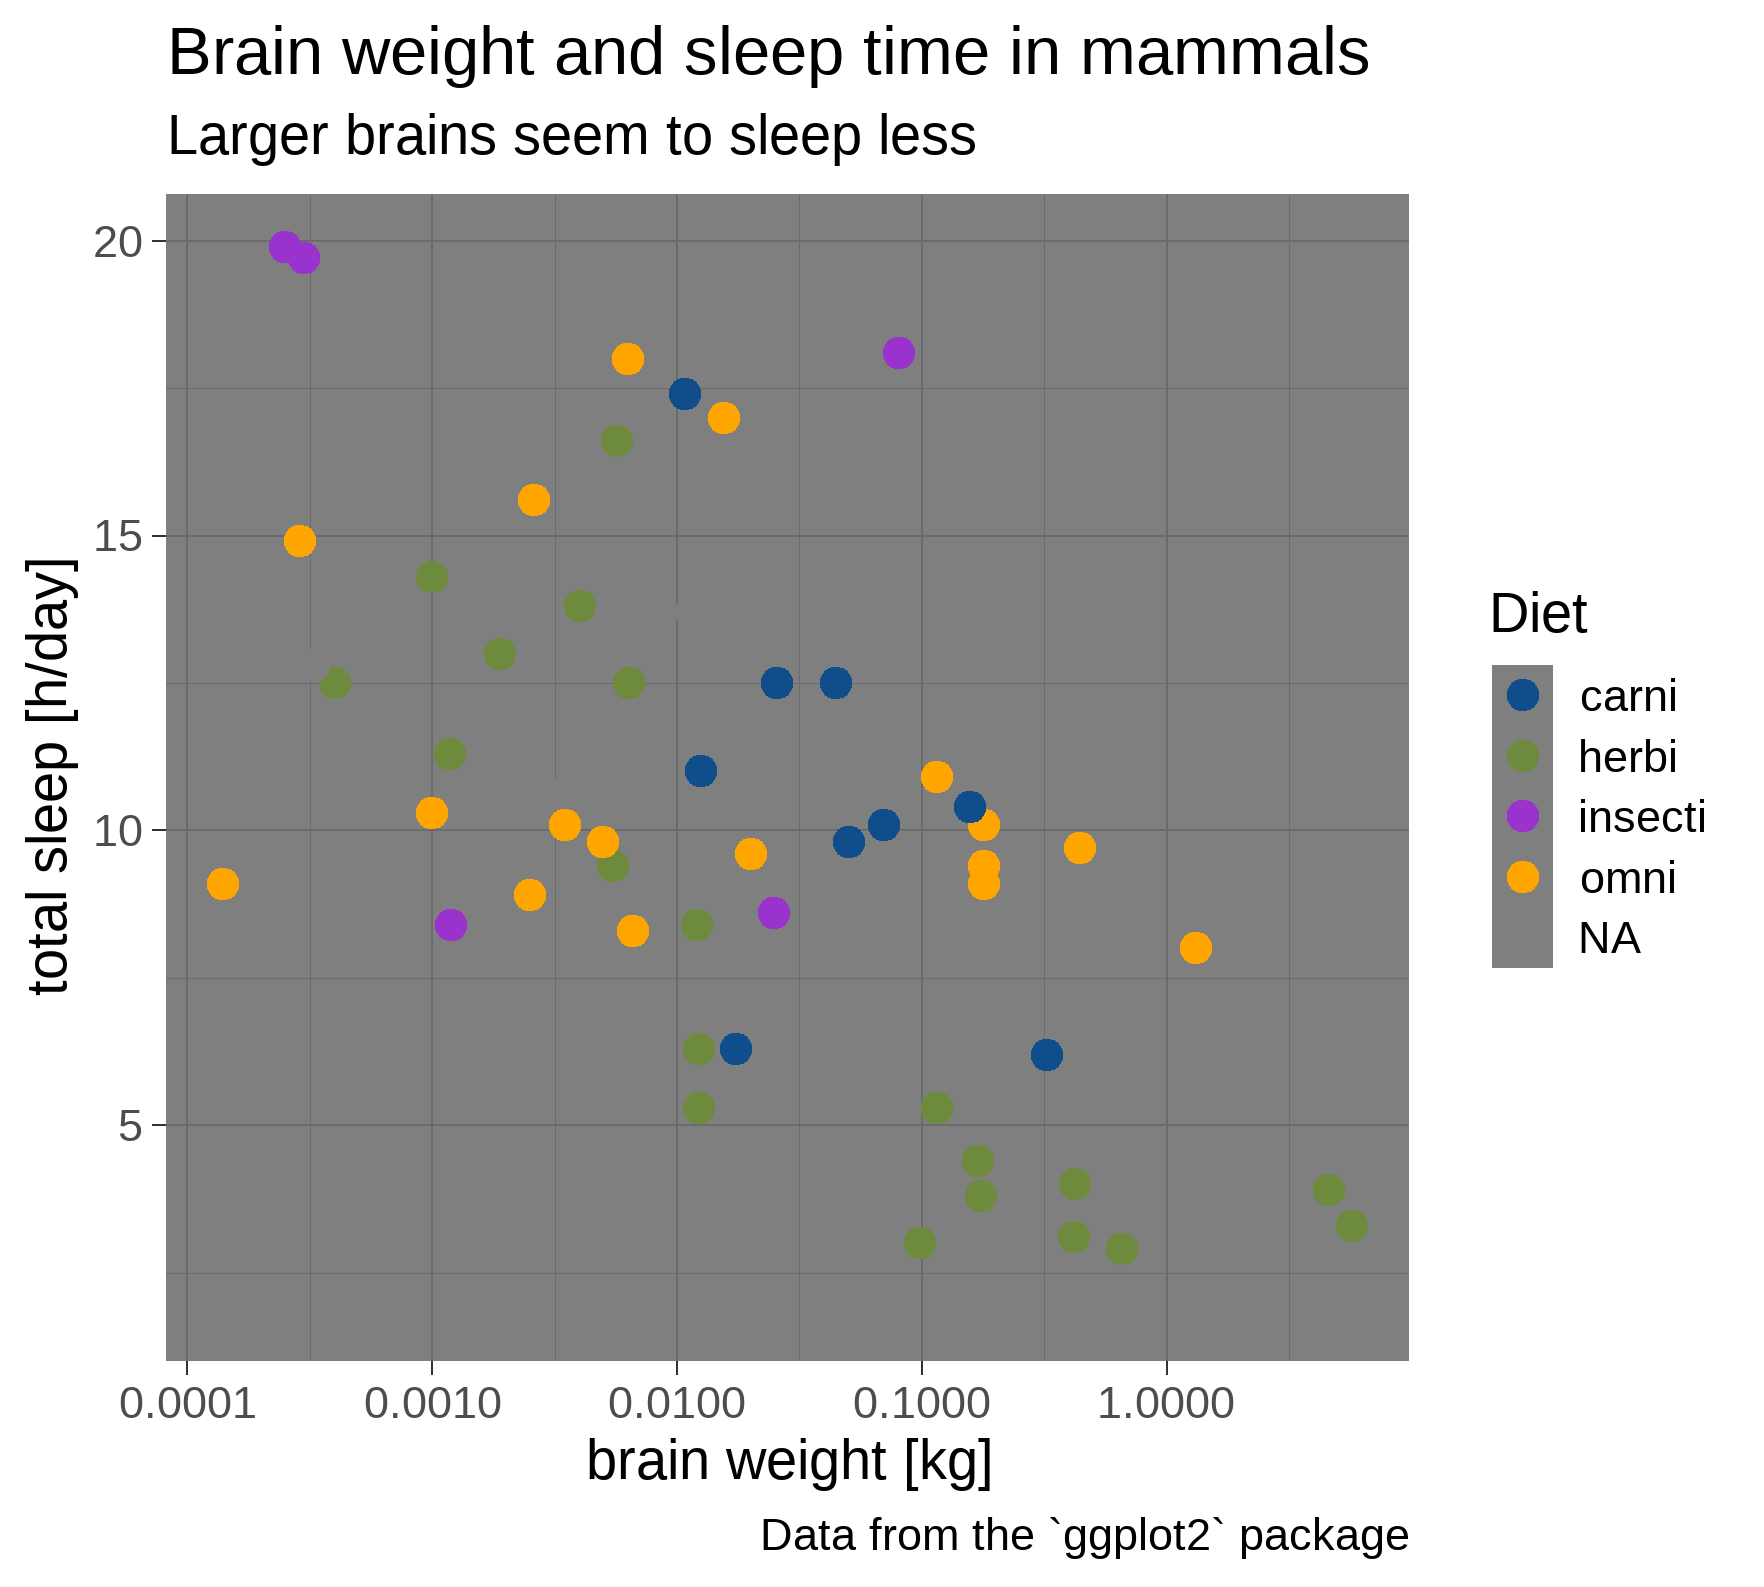 Brain weight and sleep time in mammals
Larger brains seem to sleep less
total sleep [h/day]
20
15
10
5
0.0001 0.0010 0.0100 0.1000 1.0000
brain weight [kg]
Diet
carni
herbi
insecti
omni
NA
Data from the `ggplot2` package